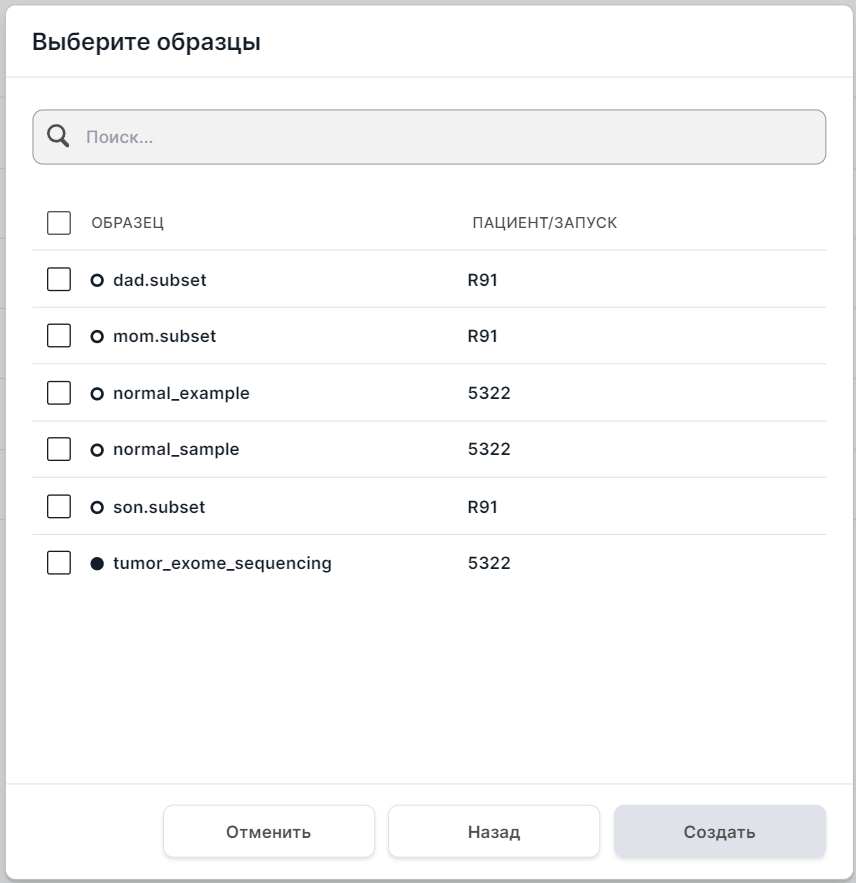 Выберите образцы
Поиск...
ОБРАЗЕЦ ПАЦИЕНТ/ЗАПУСК
dad.subset R91
mom.subset R91
normal_example 5322
normal_sample 5322
son.subset R91
tumor_exome_sequencing 5322
Отменить Назад Создать